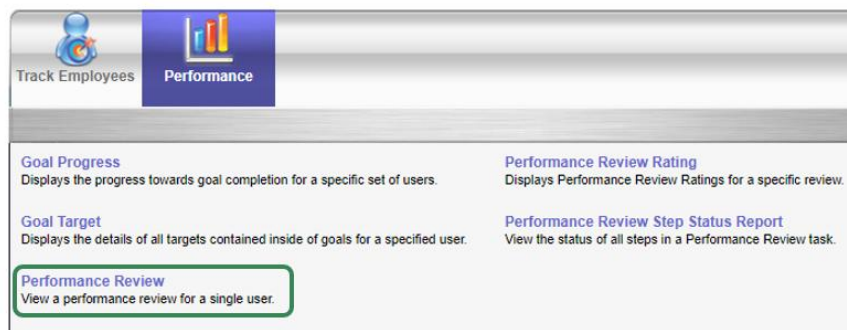 Track Employees
Performance
Goal Progress
Displays the progress towards goal completion for a specific set of users.
Goal Target
Displays the details of all targets contained inside of goals for a specified user.
Performance Review
View a performance review for a single user.
Performance Review Rating
Displays Performance Review Ratings for a specific review.
Performance Review Step Status Report
View the status of all steps in a Performance Review task.